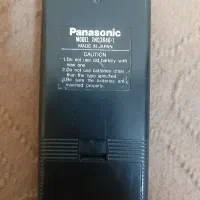 Panasonic
MODEL
MADE IN JAPAN
CAUTION
1.Do not use old battery with
new one.
2.Do not use batteries other
than the type specified.
3.Be sure the batteries are
inserted properly.